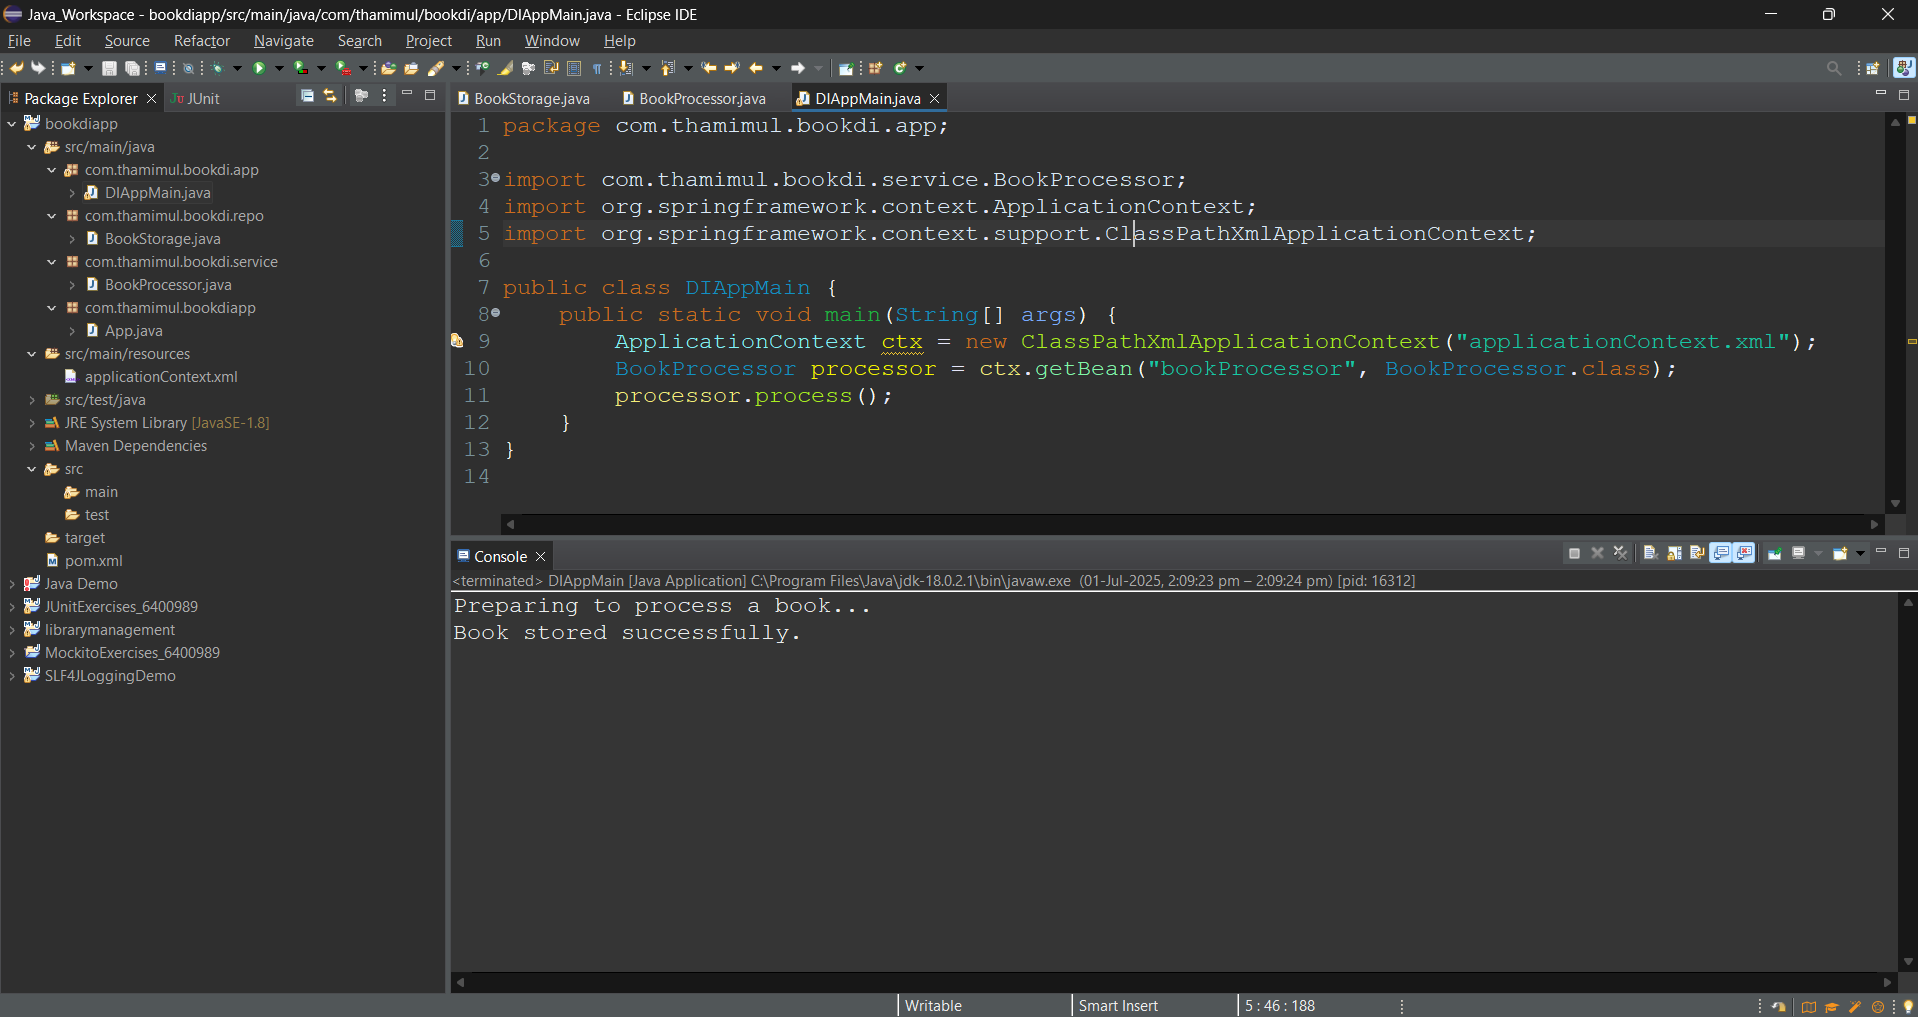 Java_Workspace - bookdiapp/src/main/java/com/thamimul/bookdi/app/DIAppMain.java - Eclipse IDE
File Edit Source Refactor Navigate Search Project Run Window Help
Package Explorer
JUnit
bookdiapp
src/main/java
com.thamimul.bookdi.app
DIAppMain.java
com.thamimul.bookdi.repo
BookStorage.java
com.thamimul.bookdi.service
BookProcessor.java
com.thamimul.bookdiapp
App.java
src/main/resources
applicationContext.xml
src/test/java
JRE System Library [JavaSE-1.8]
Maven Dependencies
src
main
test
target
pom.xml
Java Demo
JUnitExercises_6400989
librarymanagement
MockitoExercises_6400989
SLF4JLoggingDemo
BookStorage.java BookProcessor.java DIAppMain.java
1 package com.thamimul.bookdi.app;
2
3 import com.thamimul.bookdi.service.BookProcessor;
4 import org.springframework.context.ApplicationContext;
5 import org.springframework.context.support.ClassPathXmlApplicationContext;
6
7 public class DIAppMain {
8 public static void main(String[] args) {
9 ApplicationContext ctx = new ClassPathXmlApplicationContext("applicationContext.xml");
10 BookProcessor processor = ctx.getBean("bookProcessor", BookProcessor.class);
11 processor.process();
12 }
13 }
14
Console
<terminated> DIAppMain [Java Application] C:\Program Files\Java\jdk-18.0.2.1\bin\javaw.exe (01-Jul-2025, 2:09:23 pm – 2:09:24 pm) [pid: 16312]
Preparing to process a book...
Book stored successfully.
Writable Smart Insert 5 : 46 : 188